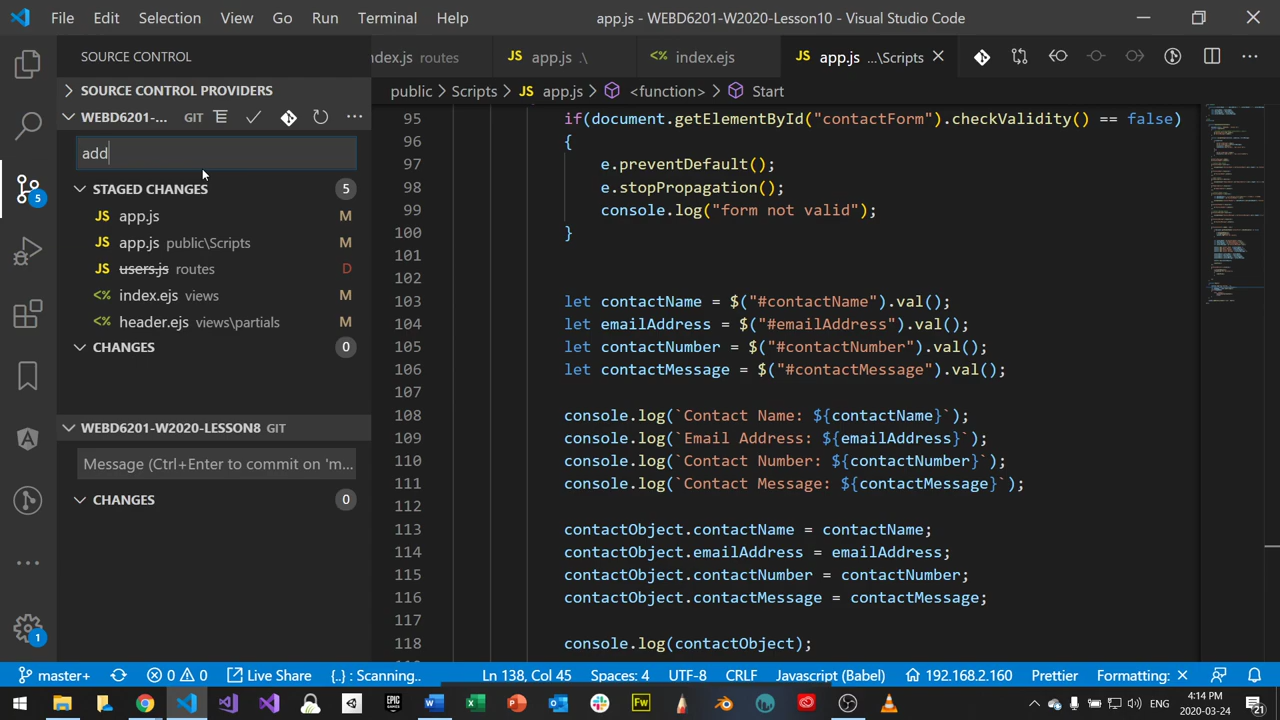 File Edit Selection View Go Run Terminal Help app.js - WEBD6201-W2020-Lesson10 - Visual Studio Code
SOURCE CONTROL
ndex.js routes
JS app.js .\
<% index.ejs
JS app.js ...\Scripts
SOURCE CONTROL PROVIDERS
WEBD6201-... GIT
add
STAGED CHANGES 5
JS app.js M
JS app.js public\Scripts M
JS users.js routes D
<% index.ejs views M
<% header.ejs views\partials M
CHANGES 0
WEBD6201-W2020-LESSON8 GIT
Message (Ctrl+Enter to commit on 'm...
CHANGES 0
5
1
public > Scripts > JS app.js > <function> > Start
95 if(document.getElementById("contactForm").checkValidity() == false)
96 {
97 e.preventDefault();
98 e.stopPropagation();
99 console.log("form not valid");
100 }
101
102
103 let contactName = $("#contactName").val();
104 let emailAddress = $("#emailAddress").val();
105 let contactNumber = $("#contactNumber").val();
106 let contactMessage = $("#contactMessage").val();
107
108 console.log(`Contact Name: ${contactName}`);
109 console.log(`Email Address: ${emailAddress}`);
110 console.log(`Contact Number: ${contactNumber}`);
111 console.log(`Contact Message: ${contactMessage}`);
112
113 contactObject.contactName = contactName;
114 contactObject.emailAddress = emailAddress;
115 contactObject.contactNumber = contactNumber;
116 contactObject.contactMessage = contactMessage;
117
118 console.log(contactObject);
master+ 0 0 Live Share {..} : Scanning.. Ln 138, Col 45 Spaces: 4 UTF-8 CRLF Javascript (Babel) 192.168.2.160 Prettier Formatting: ✕
EPIC GAMES Fw ENG 4:14 PM
2020-03-24 21